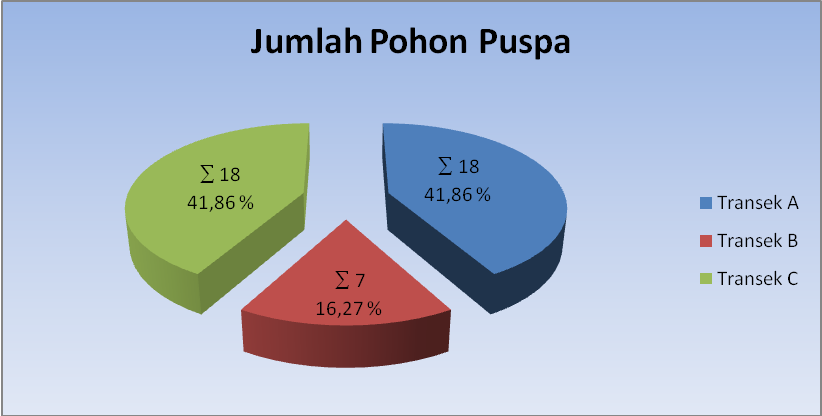 Jumlah Pohon Puspa
∑ 18
41,86 %
∑ 18
41,86 %
∑ 7
16,27 %
Transek A
Transek B
Transek C